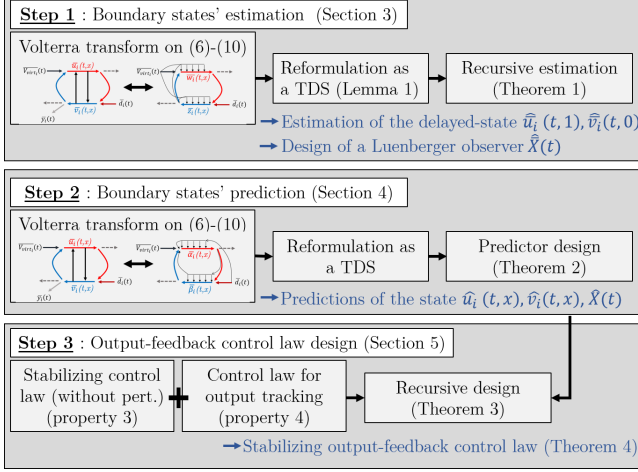 Step 1 : Boundary states' estimation (Section 3)
Volterra transform on (6)-(10)
Reformulation as
a TDS (Lemma 1)
Recursive estimation
(Theorem 1)
Estimation of the delayed-state û̄_i (t, 1), v̂̄_i(t, 0)
Design of a Luenberger observer X̂̄(t)
Step 2 : Boundary states' prediction (Section 4)
Volterra transform on (6)-(10)
Reformulation as
a TDS
Predictor design
(Theorem 2)
Predictions of the state û_i (t, x), v̂_i(t, x), X̂(t)
Step 3 : Output-feedback control law design (Section 5)
Stabilizing control
law (without pert.)
(property 3)
+
Control law for
output tracking
(property 4)
Recursive design
(Theorem 3)
Stabilizing output-feedback control law (Theorem 4)